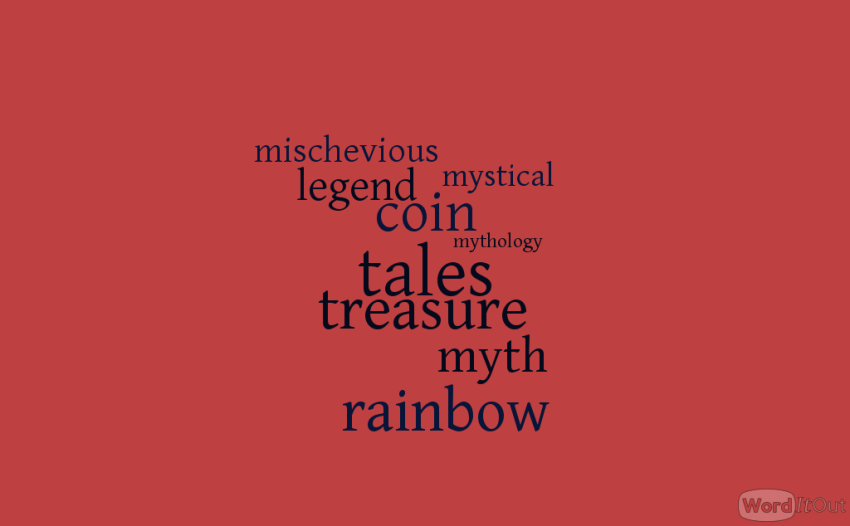 mischevious
mystical
legend
coin
mythology
tales
treasure
myth
rainbow
WordItOut